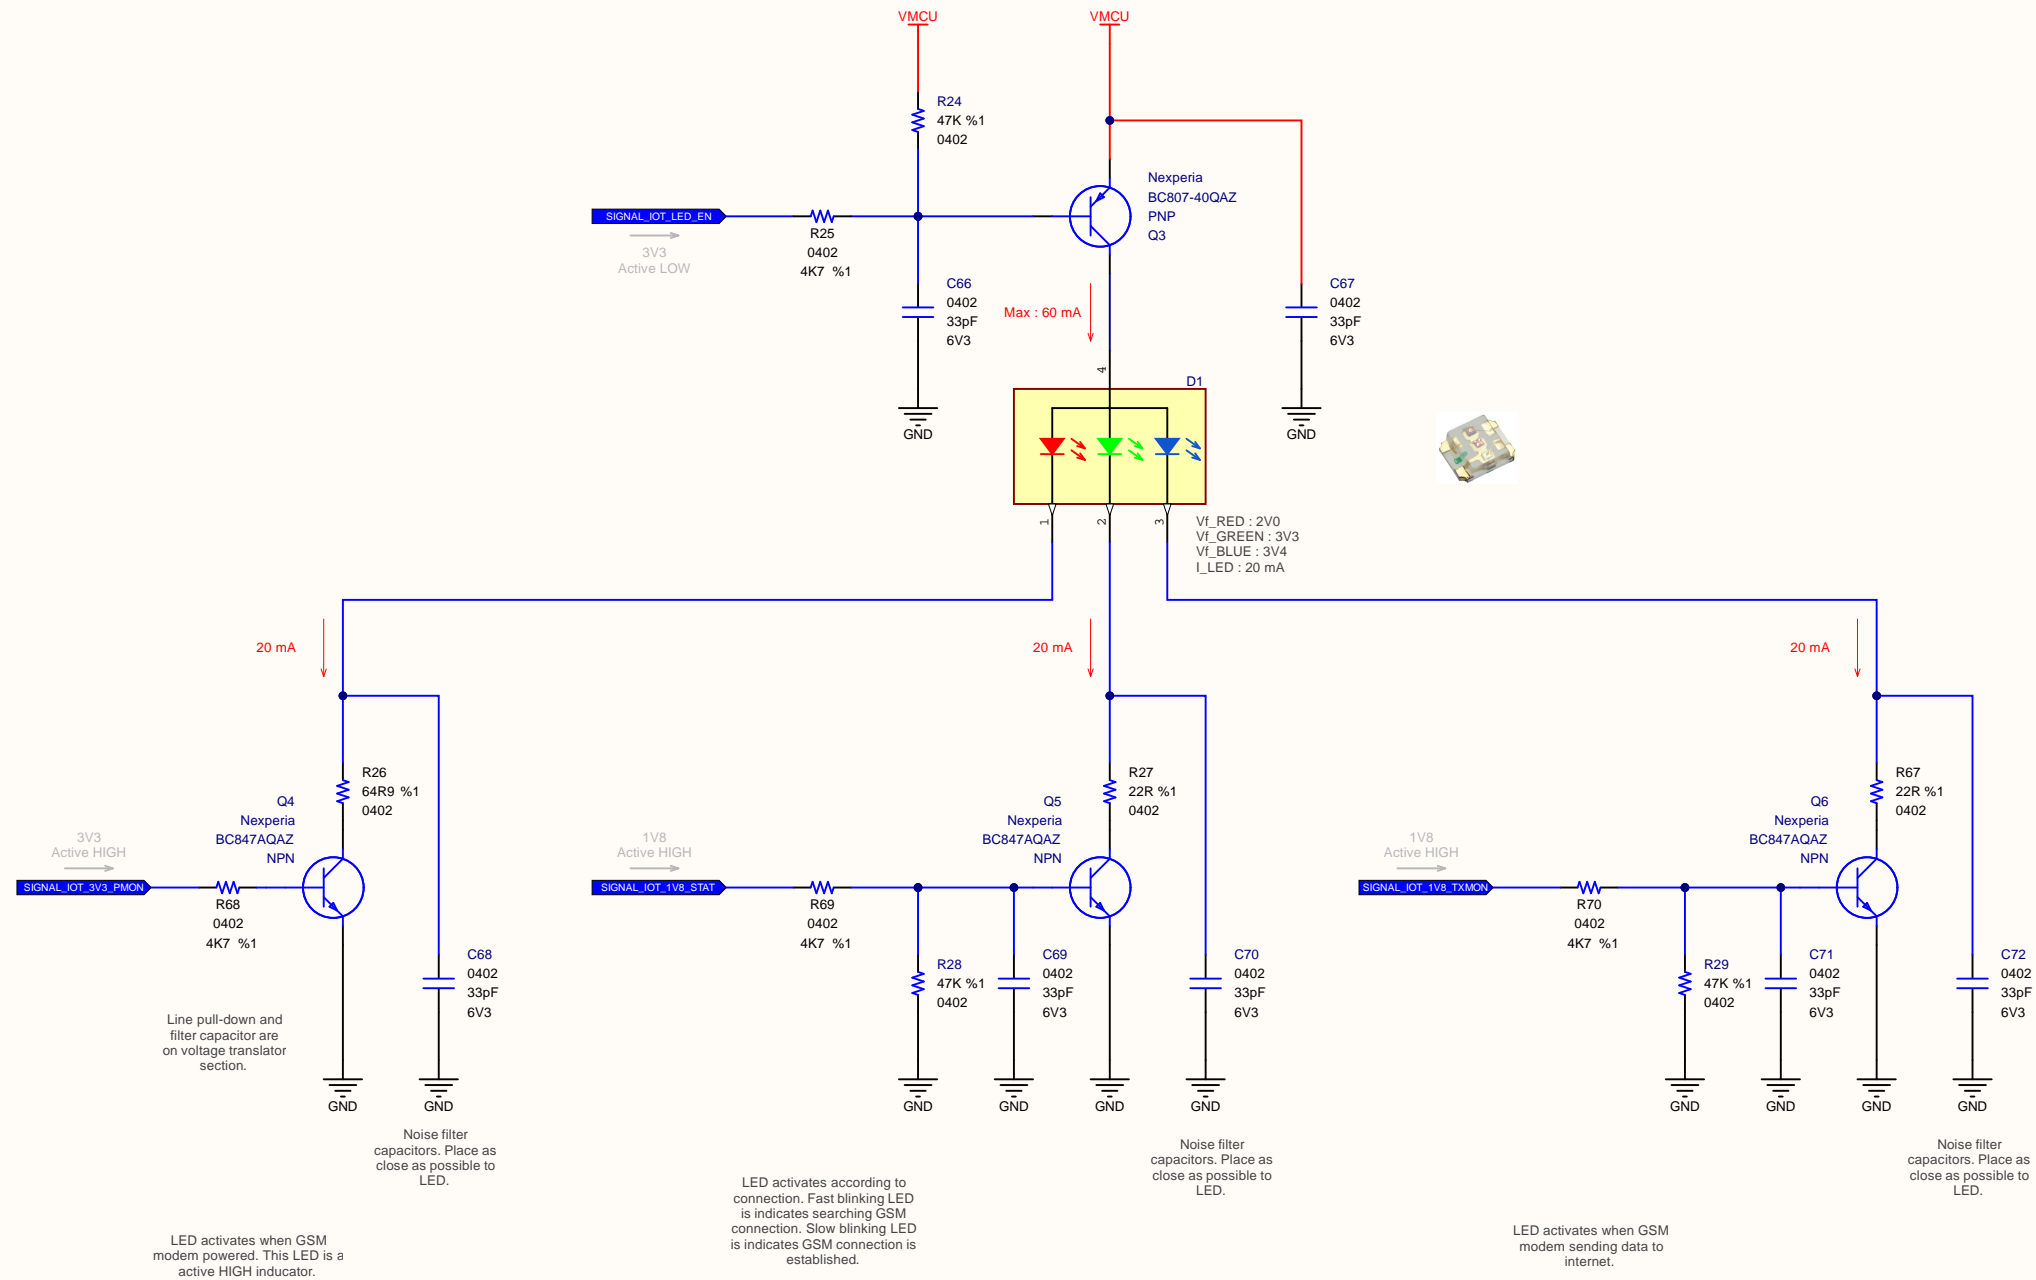 VMCU
VMCU
R24
47K %1
0402
Nexperia
BC807-40QAZ
PNP
Q3
SIGNAL_IOT_LED_EN
3V3
Active LOW
R25
0402
4K7 %1
C66
0402
33pF
6V3
GND
Max : 60 mA
C67
0402
33pF
6V3
GND
4
D1
1
2
3
Vf_RED : 2V0
Vf_GREEN : 3V3
Vf_BLUE : 3V4
I_LED : 20 mA
20 mA
20 mA
20 mA
R26
64R9 %1
0402
Q4
Nexperia
BC847AQAZ
NPN
3V3
Active HIGH
SIGNAL_IOT_3V3_PMON
R68
0402
4K7 %1
C68
0402
33pF
6V3
Line pull-down and
filter capacitor are
on voltage translator
section.
GND
GND
Noise filter
capacitors. Place as
close as possible to
LED.
LED activates when GSM
modem powered. This LED is a
active HIGH inducator.
R27
22R %1
0402
Q5
Nexperia
BC847AQAZ
NPN
1V8
Active HIGH
SIGNAL_IOT_1V8_STAT
R69
0402
4K7 %1
R28
47K %1
0402
C69
0402
33pF
6V3
C70
0402
33pF
6V3
GND
GND
GND
GND
Noise filter
capacitors. Place as
close as possible to
LED.
LED activates according to
connection. Fast blinking LED
is indicates searching GSM
connection. Slow blinking LED
is indicates GSM connection is
established.
R67
22R %1
0402
Q6
Nexperia
BC847AQAZ
NPN
1V8
Active HIGH
SIGNAL_IOT_1V8_TXMON
R70
0402
4K7 %1
R29
47K %1
0402
C71
0402
33pF
6V3
C72
0402
33pF
6V3
GND
GND
GND
GND
Noise filter
capacitors. Place as
close as possible to
LED.
LED activates when GSM
modem sending data to
internet.